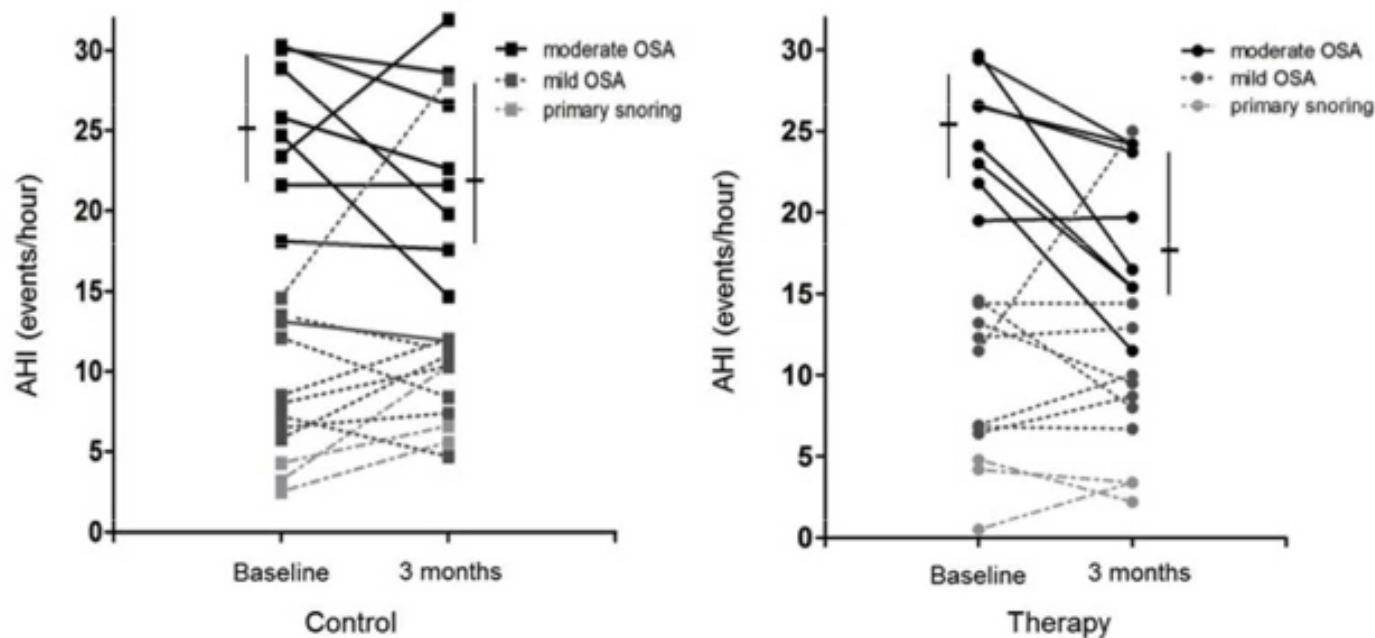 30
25
20
15
10
5
0
AHI (events/hour)
moderate OSA
mild OSA
primary snoring
Baseline
3 months
Control
30
25
20
15
10
5
0
AHI (events/hour)
moderate OSA
mild OSA
primary snoring
Baseline
3 months
Therapy